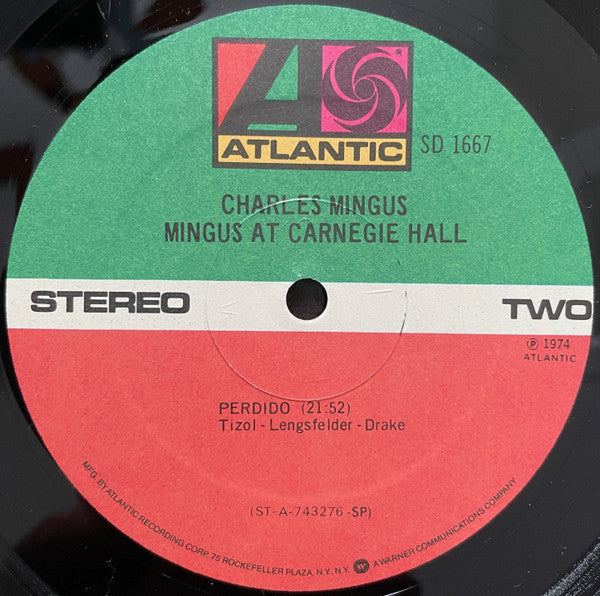 ATLANTIC
SD 1667
CHARLES MINGUS
MINGUS AT CARNEGIE HALL
STEREO
TWO
℗ 1974
ATLANTIC
PERDIDO (21:52)
Tizol - Lengsfelder - Drake
(ST-A-743276-SP)
MFG. BY ATLANTIC RECORDING CORP. 75 ROCKEFELLER PLAZA, N.Y. N.Y. A WARNER COMMUNICATIONS COMPANY